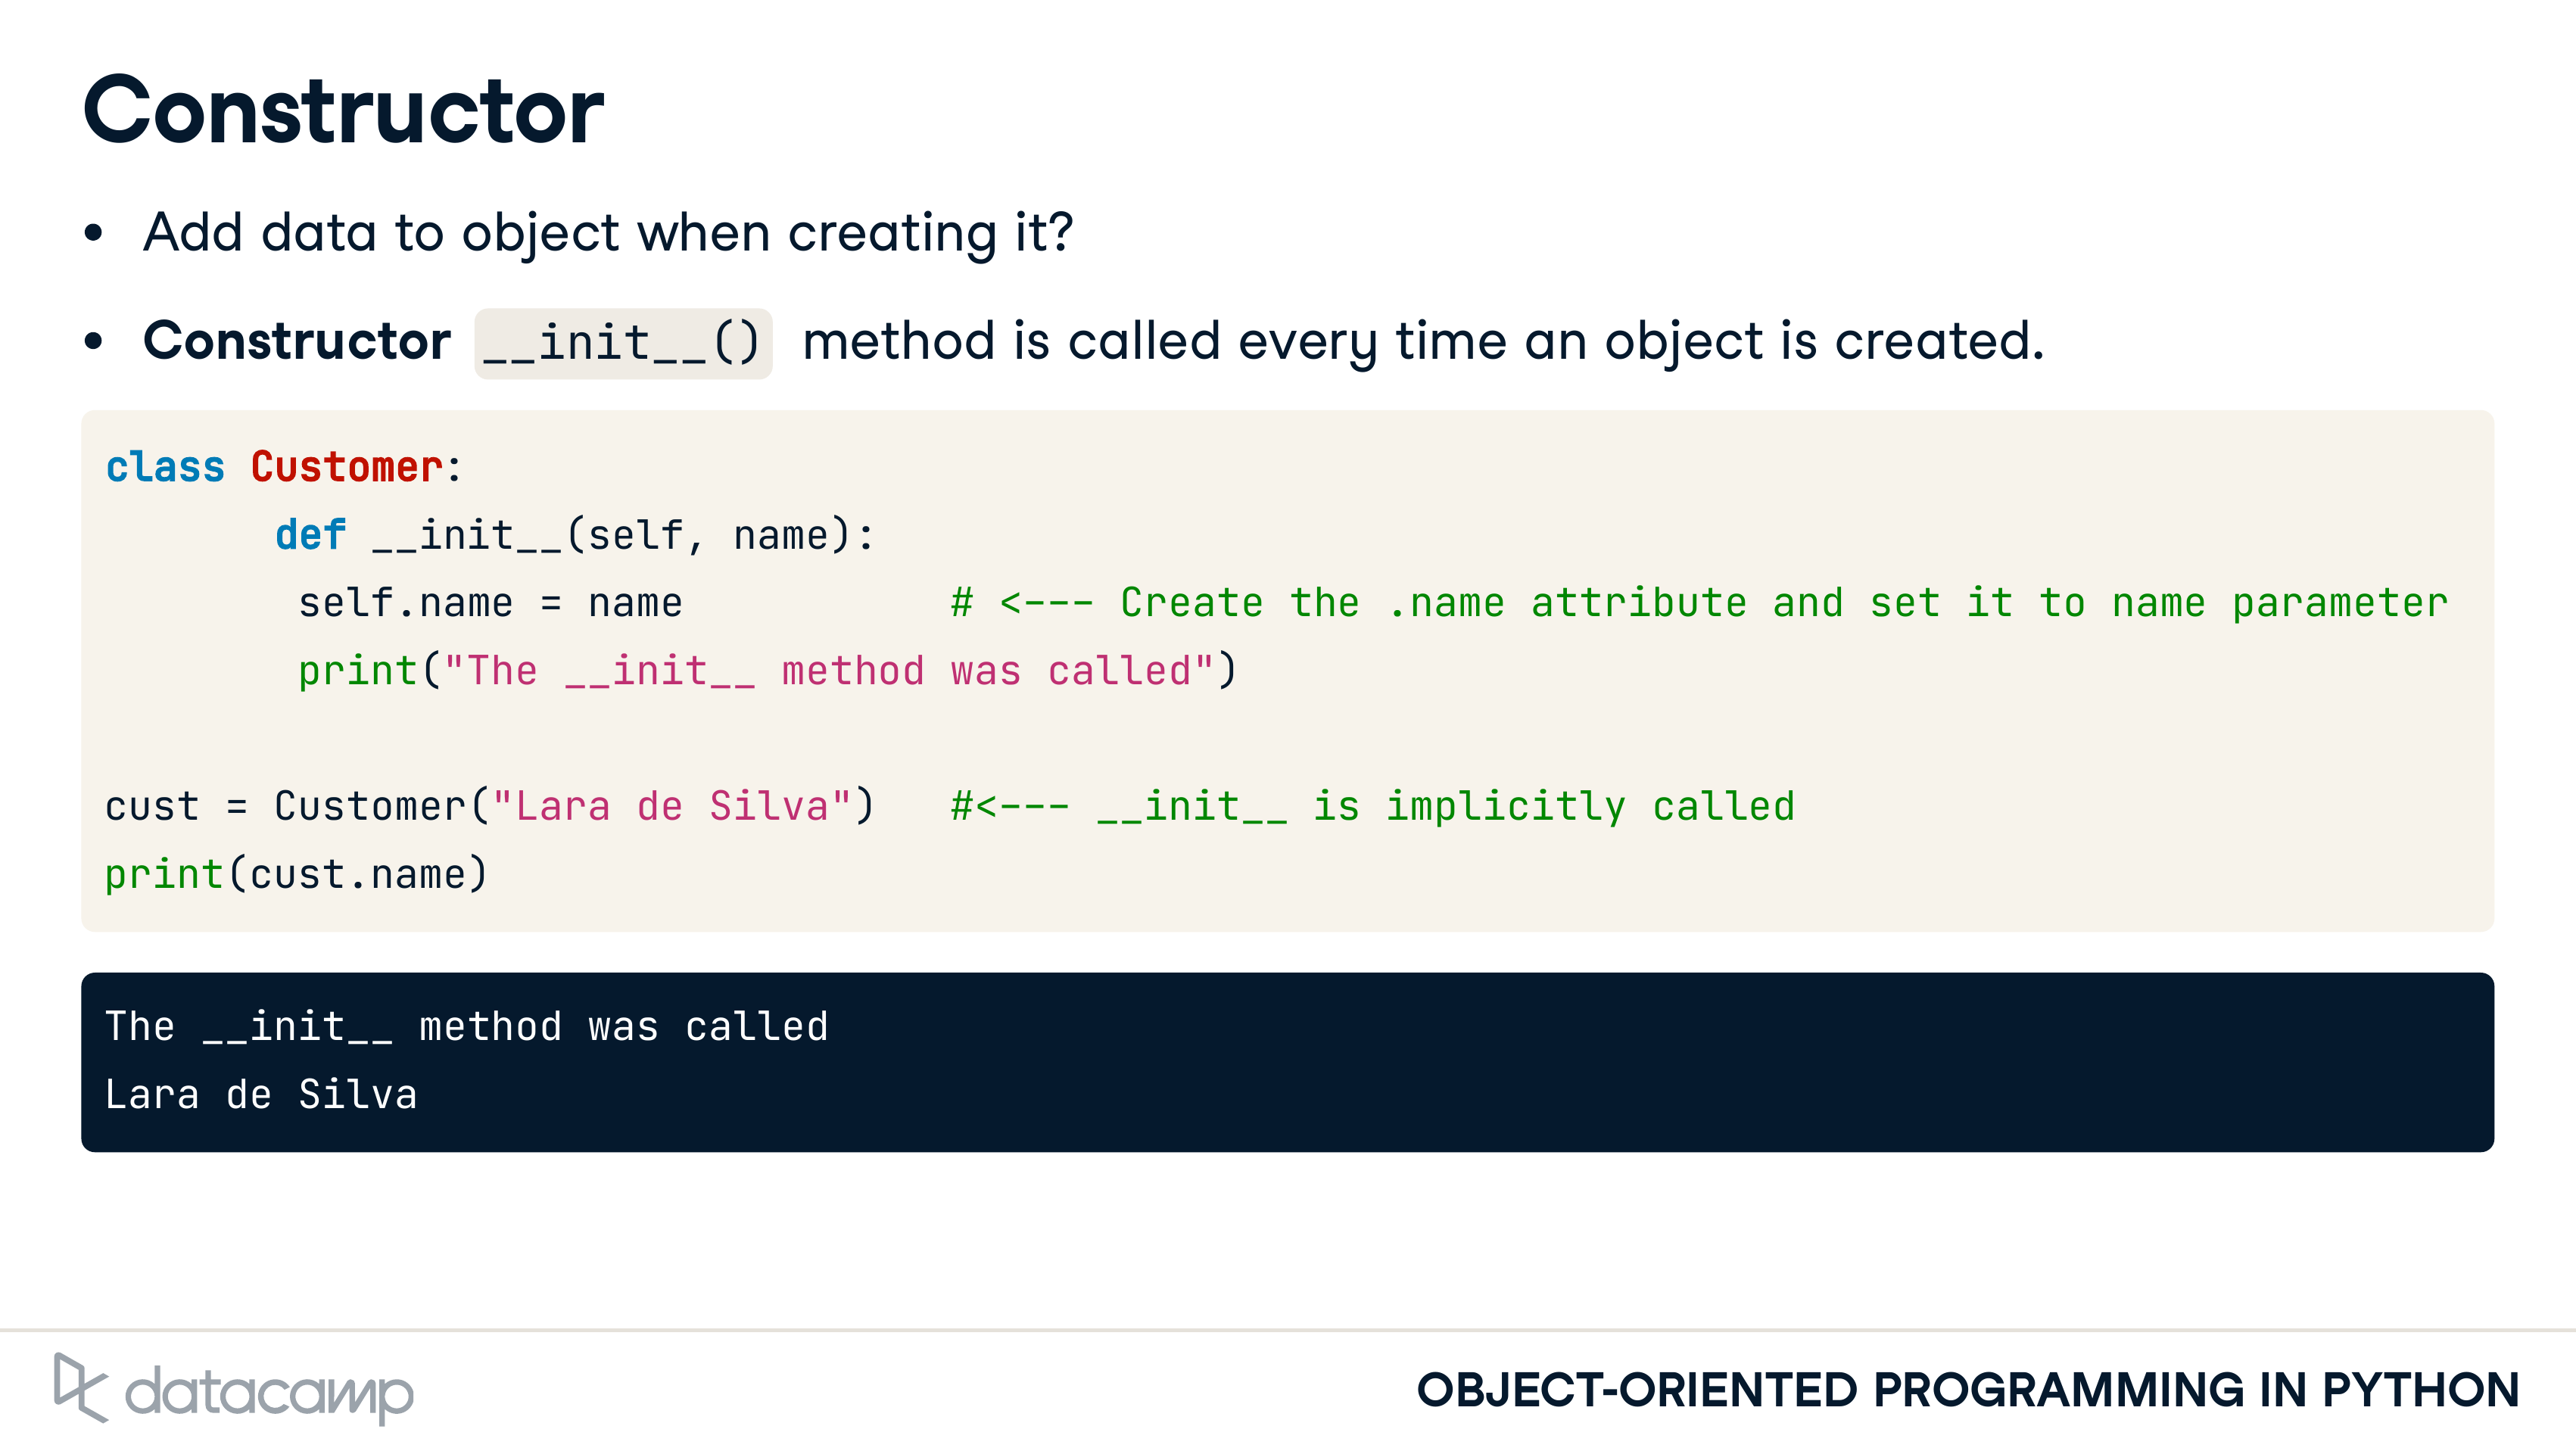 Constructor
• Add data to object when creating it?
• Constructor __init__() method is called every time an object is created.
class Customer:
       def __init__(self, name):
        self.name = name           # <--- Create the .name attribute and set it to name parameter
        print("The __init__ method was called")
cust = Customer("Lara de Silva")   #<--- __init__ is implicitly called
print(cust.name)
The __init__ method was called
Lara de Silva
datacamp
OBJECT-ORIENTED PROGRAMMING IN PYTHON